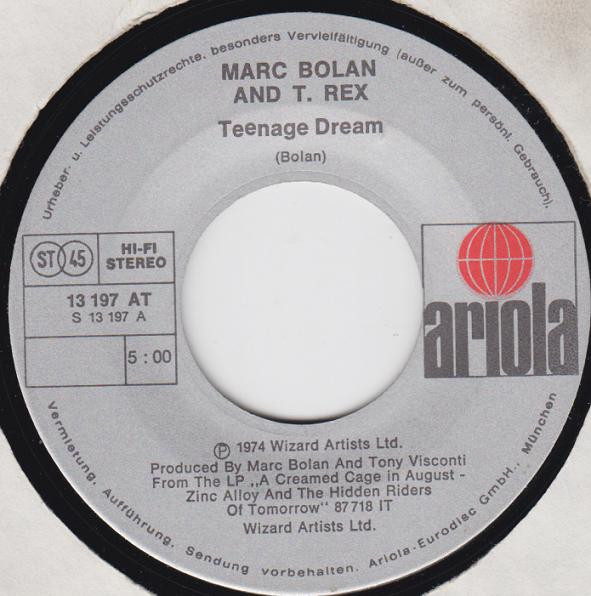 Urheber u. Leistungsschutzrechte, besonders Vervielfältigung (außer zum persönl. Gebrauch).
MARC BOLAN
AND T. REX
Teenage Dream
(Bolan)
ST 45
HI-FI
STEREO
13 197 AT
S 13 197 A
5 : 00
ariola
Ⓟ 1974 Wizard Artists Ltd.
Produced By Marc Bolan And Tony Visconti
From The LP „A Creamed Cage in August -
Zinc Alloy And The Hidden Riders
Of Tomorrow“ 87 718 IT
Wizard Artists Ltd.
Vermietung, Aufführung, Sendung vorbehalten. Ariola-Eurodisc GmbH., München